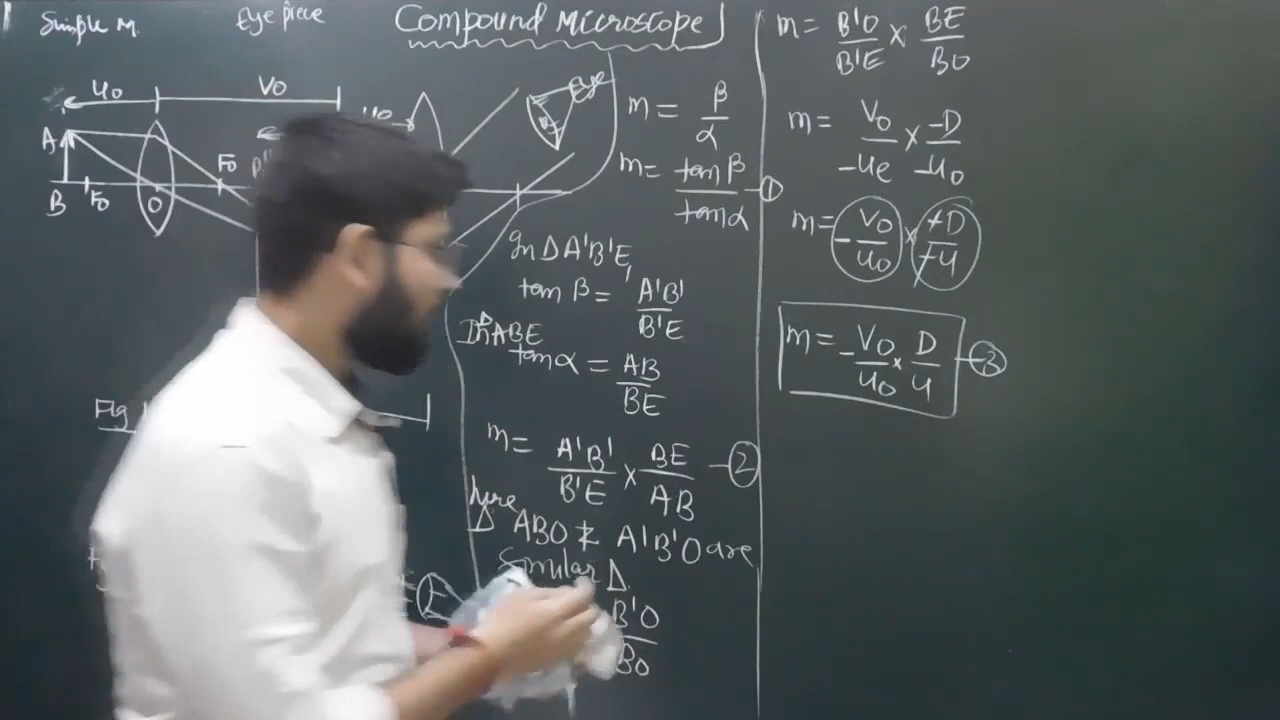 Simple M.
Eye piece
Compound Microscope
u₀
V₀
A
B
F₀
O
F₀
Eye
Fig
m = β/α
m = tanβ/tanα -①
In ΔA'B'E,
tan β = A'B'/B'E
In ΔABE
tanα = AB/BE
m = A'B'/B'E × BE/AB -②
here
Δ ABO & A'B'O are
Similar Δ.
B'O/BO
m = B'O/B'E × BE/BO
m = V₀/-ue × -D/-u₀
m = -V₀/u₀ × +D/+u
m = -V₀/u₀ × D/u -③